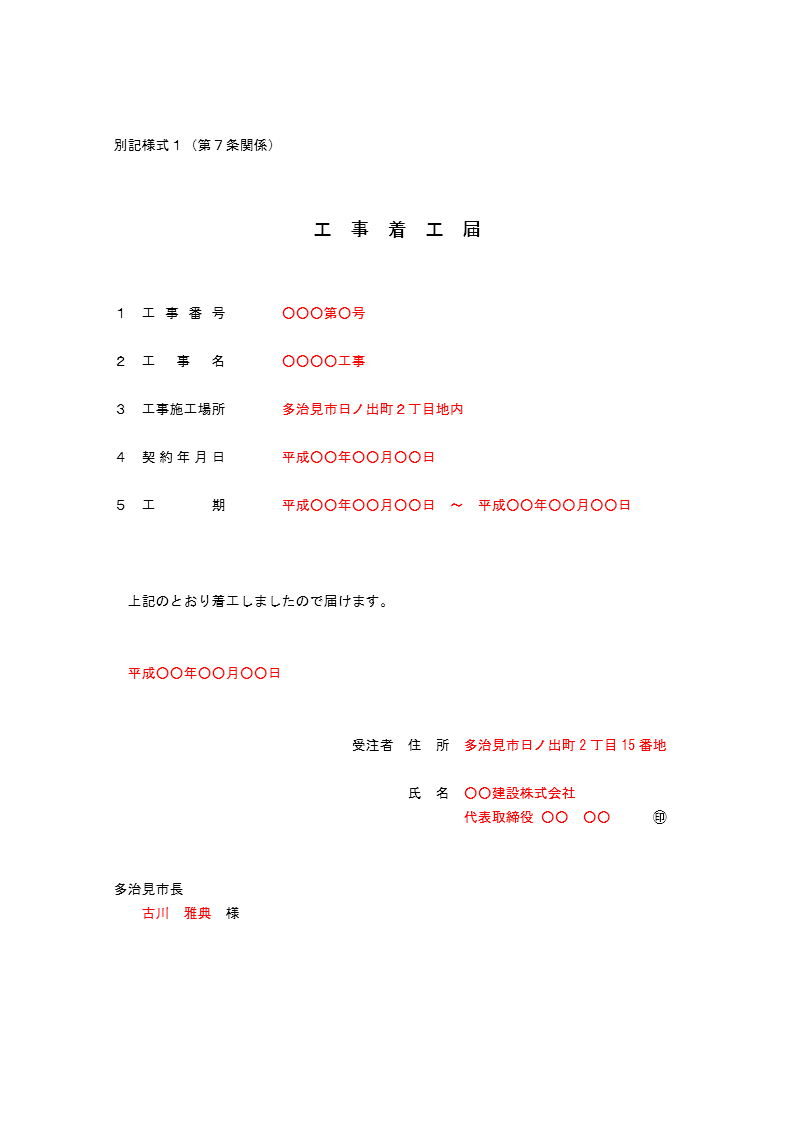 別記様式１（第７条関係）
工　事　着　工　届
１　工 事 番 号　　　　〇〇〇第〇号
２　工　事　名　　　　〇〇〇〇工事
３　工事施工場所　　　　多治見市日ノ出町２丁目地内
４　契約年月日　　　　平成〇〇年〇〇月〇〇日
５　工　　　　期　　　　平成〇〇年〇〇月〇〇日　～　平成〇〇年〇〇月〇〇日
上記のとおり着工しましたので届けます。
平成〇〇年〇〇月〇〇日
受注者　住　所　多治見市日ノ出町2丁目15番地
氏　名　〇〇建設株式会社
代表取締役 〇〇　〇〇　　　㊞
多治見市長
古川　雅典　様